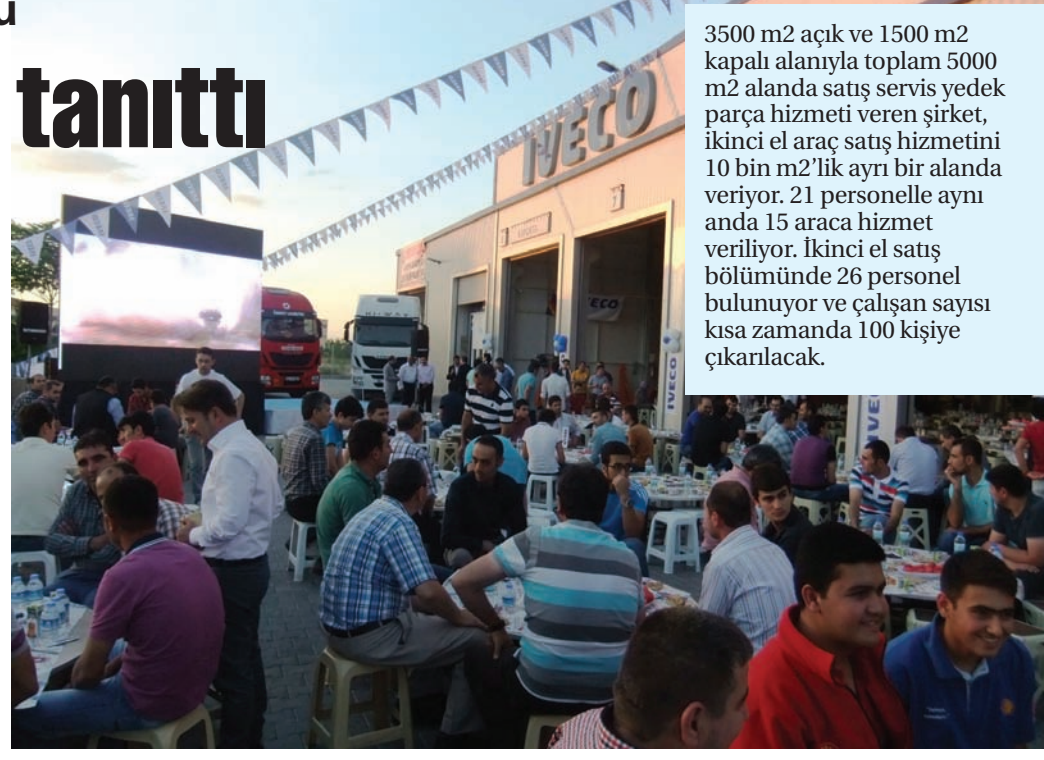 u
tanıttı
IVECO
3500 m2 açık ve 1500 m2
kapalı alanıyla toplam 5000
m2 alanda satış servis yedek
parça hizmeti veren şirket,
ikinci el araç satış hizmetini
10 bin m2’lik ayrı bir alanda
veriyor. 21 personelle aynı
anda 15 araca hizmet
veriliyor. İkinci el satış
bölümünde 26 personel
bulunuyor ve çalışan sayısı
kısa zamanda 100 kişiye
çıkarılacak.
IVECO